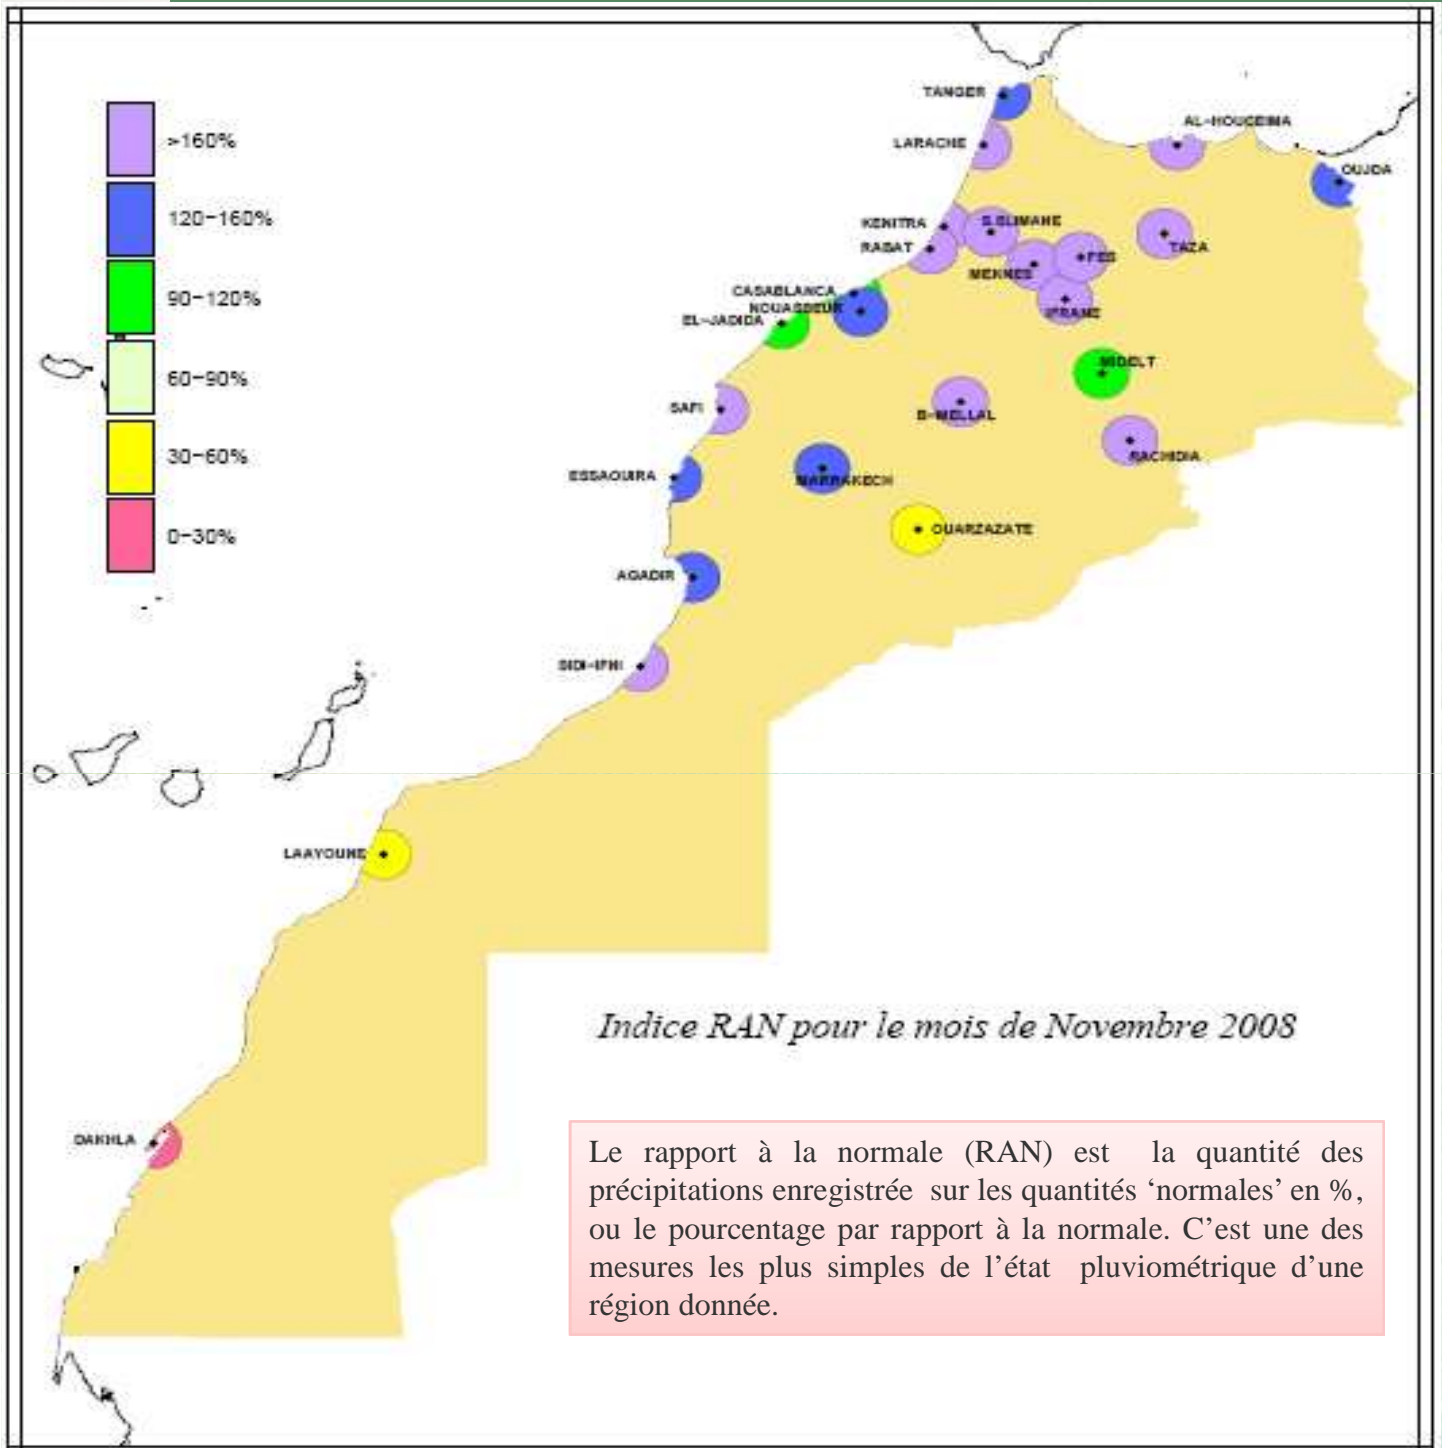 >160%
120-160%
90-120%
60-90%
30-60%
0-30%
TANGER
LARACHE
AL-HOUCEIMA
OUJDA
KENITRA
S.SLIMANE
RABAT
TAZA
FES
MEKNES
IFRANE
CASABLANCA
NOUASSEUR
EL-JADIDA
MIDELT
SAFI
B-MELLAL
RACHIDIA
ESSAOUIRA
MARRAKECH
OUARZAZATE
AGADIR
SIDI-IFNI
LAAYOUNE
DAKHLA
Indice RAN pour le mois de Novembre 2008
Le rapport à la normale (RAN) est la quantité des
précipitations enregistrée sur les quantités ‘normales’ en %,
ou le pourcentage par rapport à la normale. C’est une des
mesures les plus simples de l’état pluviométrique d’une
région donnée.